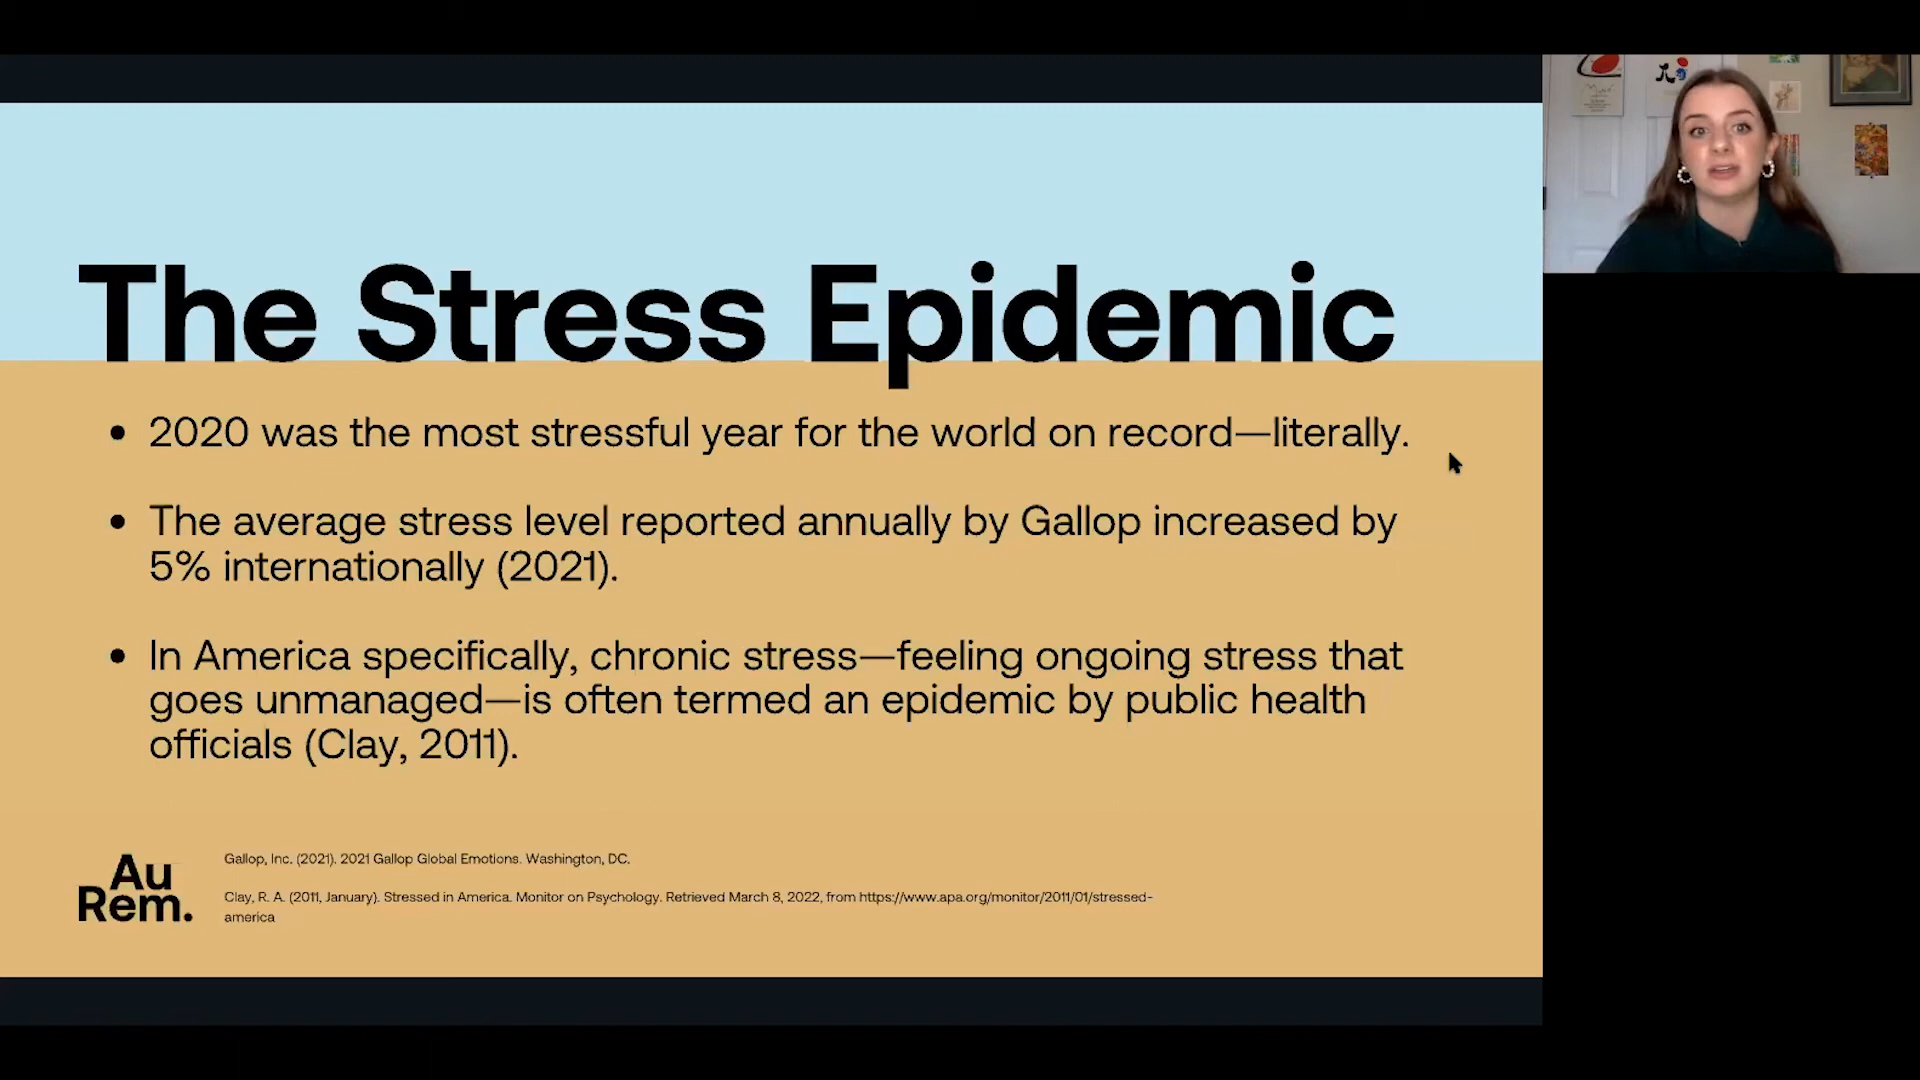 The Stress Epidemic
• 2020 was the most stressful year for the world on record—literally.
• The average stress level reported annually by Gallop increased by
5% internationally (2021).
• In America specifically, chronic stress—feeling ongoing stress that
goes unmanaged—is often termed an epidemic by public health
officials (Clay, 2011).
Au
Rem.
Gallop, Inc. (2021). 2021 Gallop Global Emotions. Washington, DC.
Clay, R. A. (2011, January). Stressed in America. Monitor on Psychology. Retrieved March 8, 2022, from https://www.apa.org/monitor/2011/01/stressed-
america